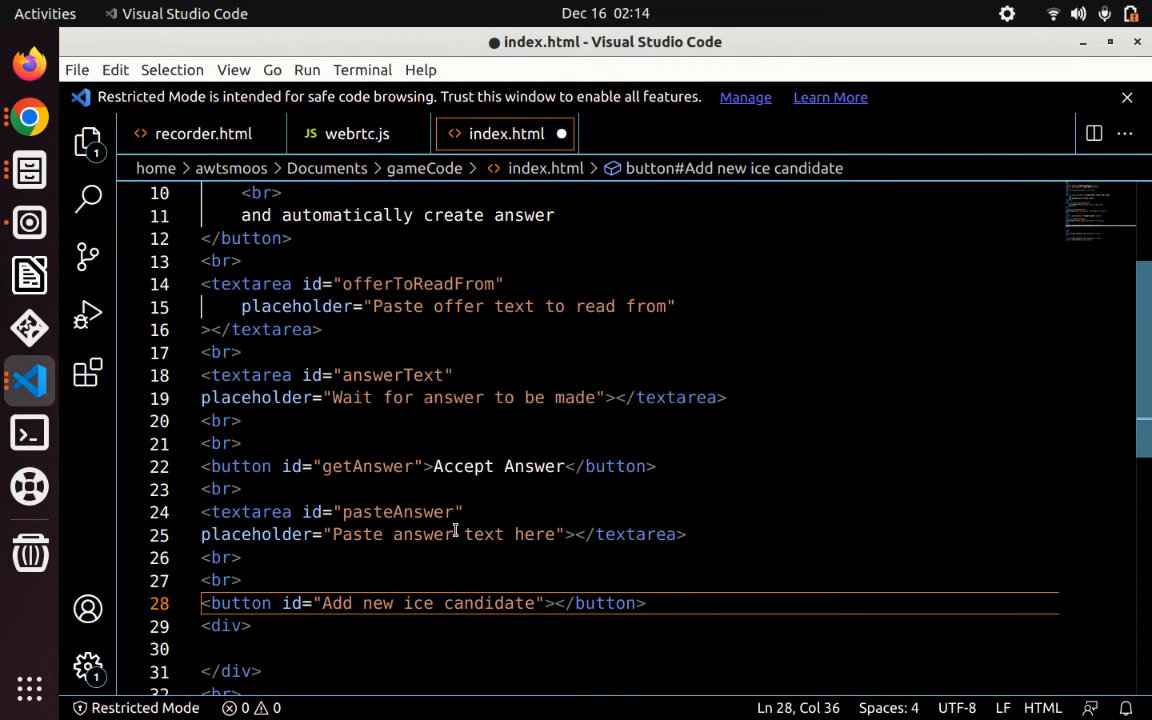 Activities
Visual Studio Code
Dec 16 02:14
● index.html - Visual Studio Code
File Edit Selection View Go Run Terminal Help
Restricted Mode is intended for safe code browsing. Trust this window to enable all features. Manage Learn More
recorder.html
JS webrtc.js
index.html
home > awtsmoos > Documents > gameCode > index.html > button#Add new ice candidate
10 <br>
11 and automatically create answer
12 </button>
13 <br>
14 <textarea id="offerToReadFrom"
15 placeholder="Paste offer text to read from"
16 ></textarea>
17 <br>
18 <textarea id="answerText"
19 placeholder="Wait for answer to be made"></textarea>
20 <br>
21 <br>
22 <button id="getAnswer">Accept Answer</button>
23 <br>
24 <textarea id="pasteAnswer"
25 placeholder="Paste answer text here"></textarea>
26 <br>
27 <br>
28 <button id="Add new ice candidate"></button>
29 <div>
30
31 </div>
32 <br>
1
1
Restricted Mode 0 0 Ln 28, Col 36 Spaces: 4 UTF-8 LF HTML